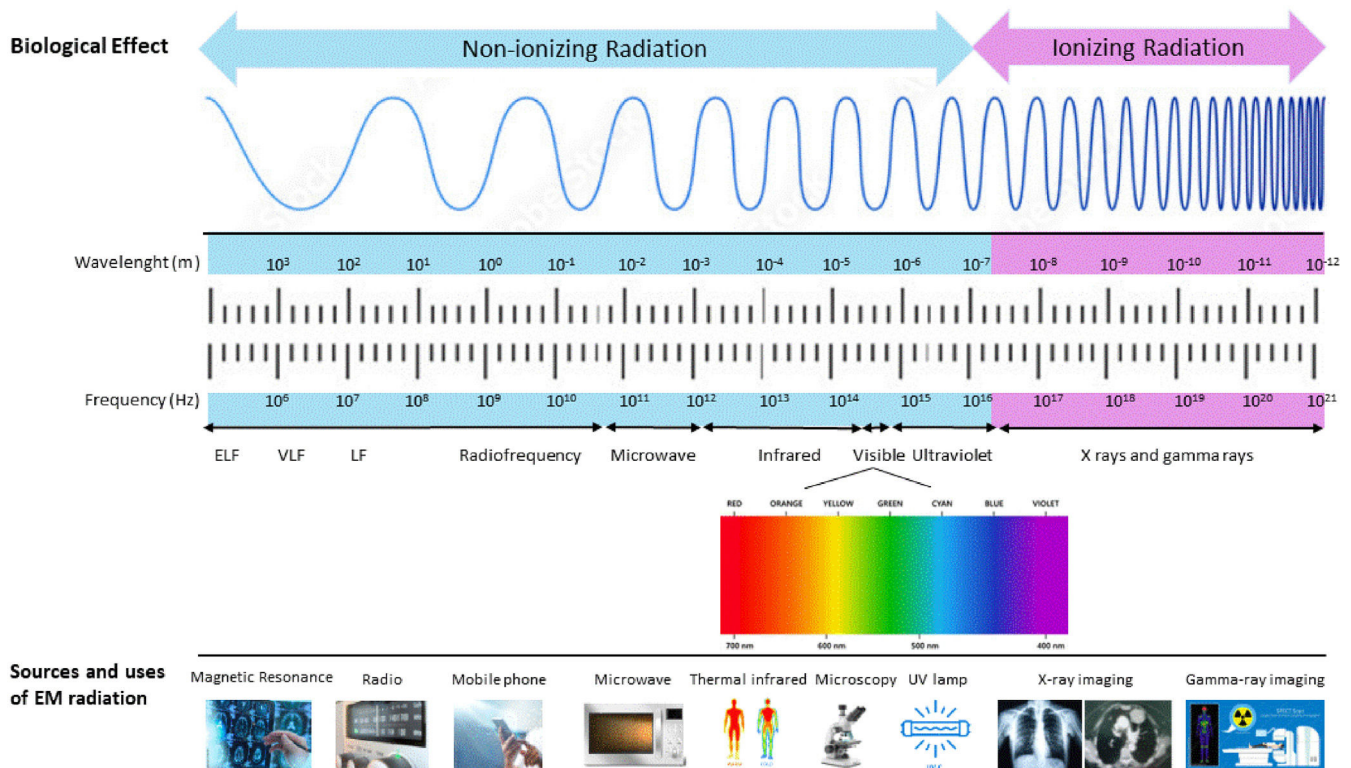 Biological Effect
Non-ionizing Radiation
Ionizing Radiation
Wavelenght (m)
10³ 10² 10¹ 10⁰ 10⁻¹ 10⁻² 10⁻³ 10⁻⁴ 10⁻⁵ 10⁻⁶ 10⁻⁷ 10⁻⁸ 10⁻⁹ 10⁻¹⁰ 10⁻¹¹ 10⁻¹²
Frequency (Hz)
10⁶ 10⁷ 10⁸ 10⁹ 10¹⁰ 10¹¹ 10¹² 10¹³ 10¹⁴ 10¹⁵ 10¹⁶ 10¹⁷ 10¹⁸ 10¹⁹ 10²⁰ 10²¹
ELF VLF LF Radiofrequency Microwave Infrared Visible Ultraviolet X rays and gamma rays
RED ORANGE YELLOW GREEN CYAN BLUE VIOLET
700 nm 600 nm 500 nm 400 nm
Sources and uses
of EM radiation
Magnetic Resonance Radio Mobile phone Microwave Thermal infrared Microscopy UV lamp X-ray imaging Gamma-ray imaging